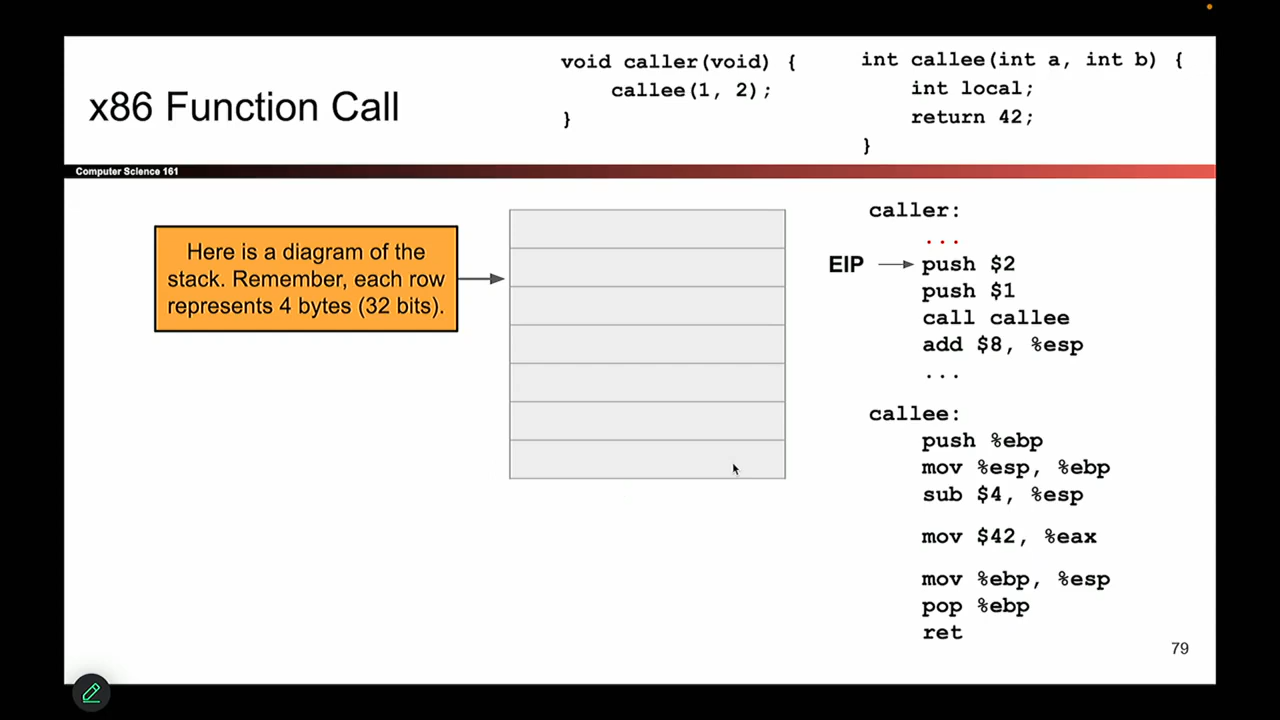 x86 Function Call
void caller(void) {
callee(1, 2);
}
int callee(int a, int b) {
int local;
return 42;
}
Computer Science 161
Here is a diagram of the
stack. Remember, each row
represents 4 bytes (32 bits).
caller:
...
EIP
push $2
push $1
call callee
add $8, %esp
...
callee:
push %ebp
mov %esp, %ebp
sub $4, %esp
mov $42, %eax
mov %ebp, %esp
pop %ebp
ret
79